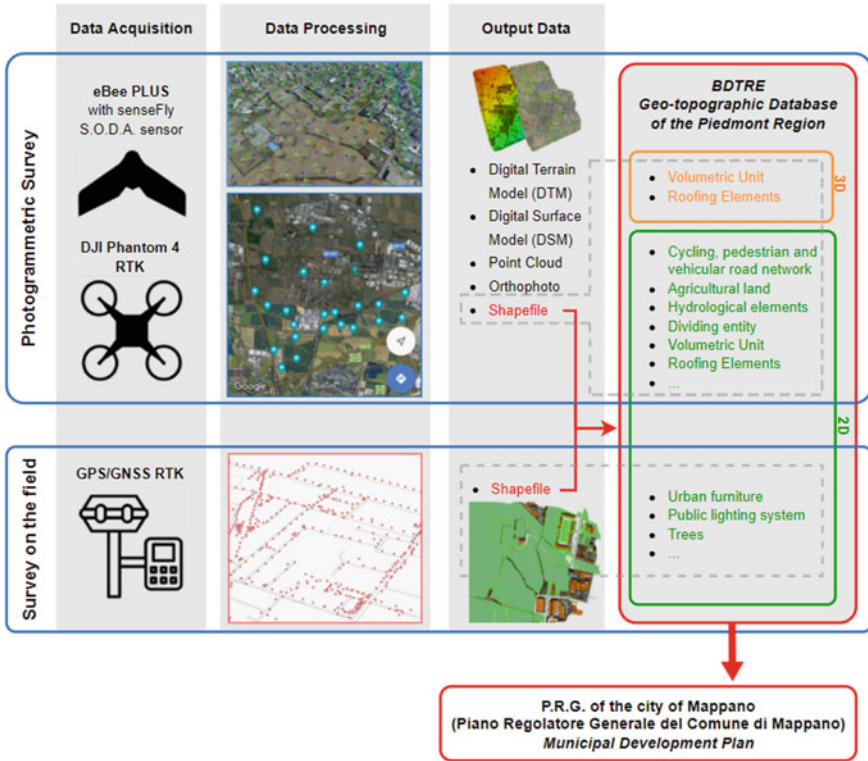 Data Acquisition
Data Processing
Output Data
Photogrammetric Survey
eBee PLUS
with senseFly
S.O.D.A. sensor
DJI Phantom 4
RTK
Google
• Digital Terrain
Model (DTM)
• Digital Surface
Model (DSM)
• Point Cloud
• Orthophoto
• Shapefile
BDTRE
Geo-topographic Database
of the Piedmont Region
3D
• Volumetric Unit
• Roofing Elements
2D
• Cycling, pedestrian and
vehicular road network
• Agricultural land
• Hydrological elements
• Dividing entity
• Volumetric Unit
• Roofing Elements
• ...
Survey on the field
GPS/GNSS RTK
• Shapefile
• Urban furniture
• Public lighting system
• Trees
• ...
P.R.G. of the city of Mappano
(Piano Regolatore Generale del Comune di Mappano)
Municipal Development Plan